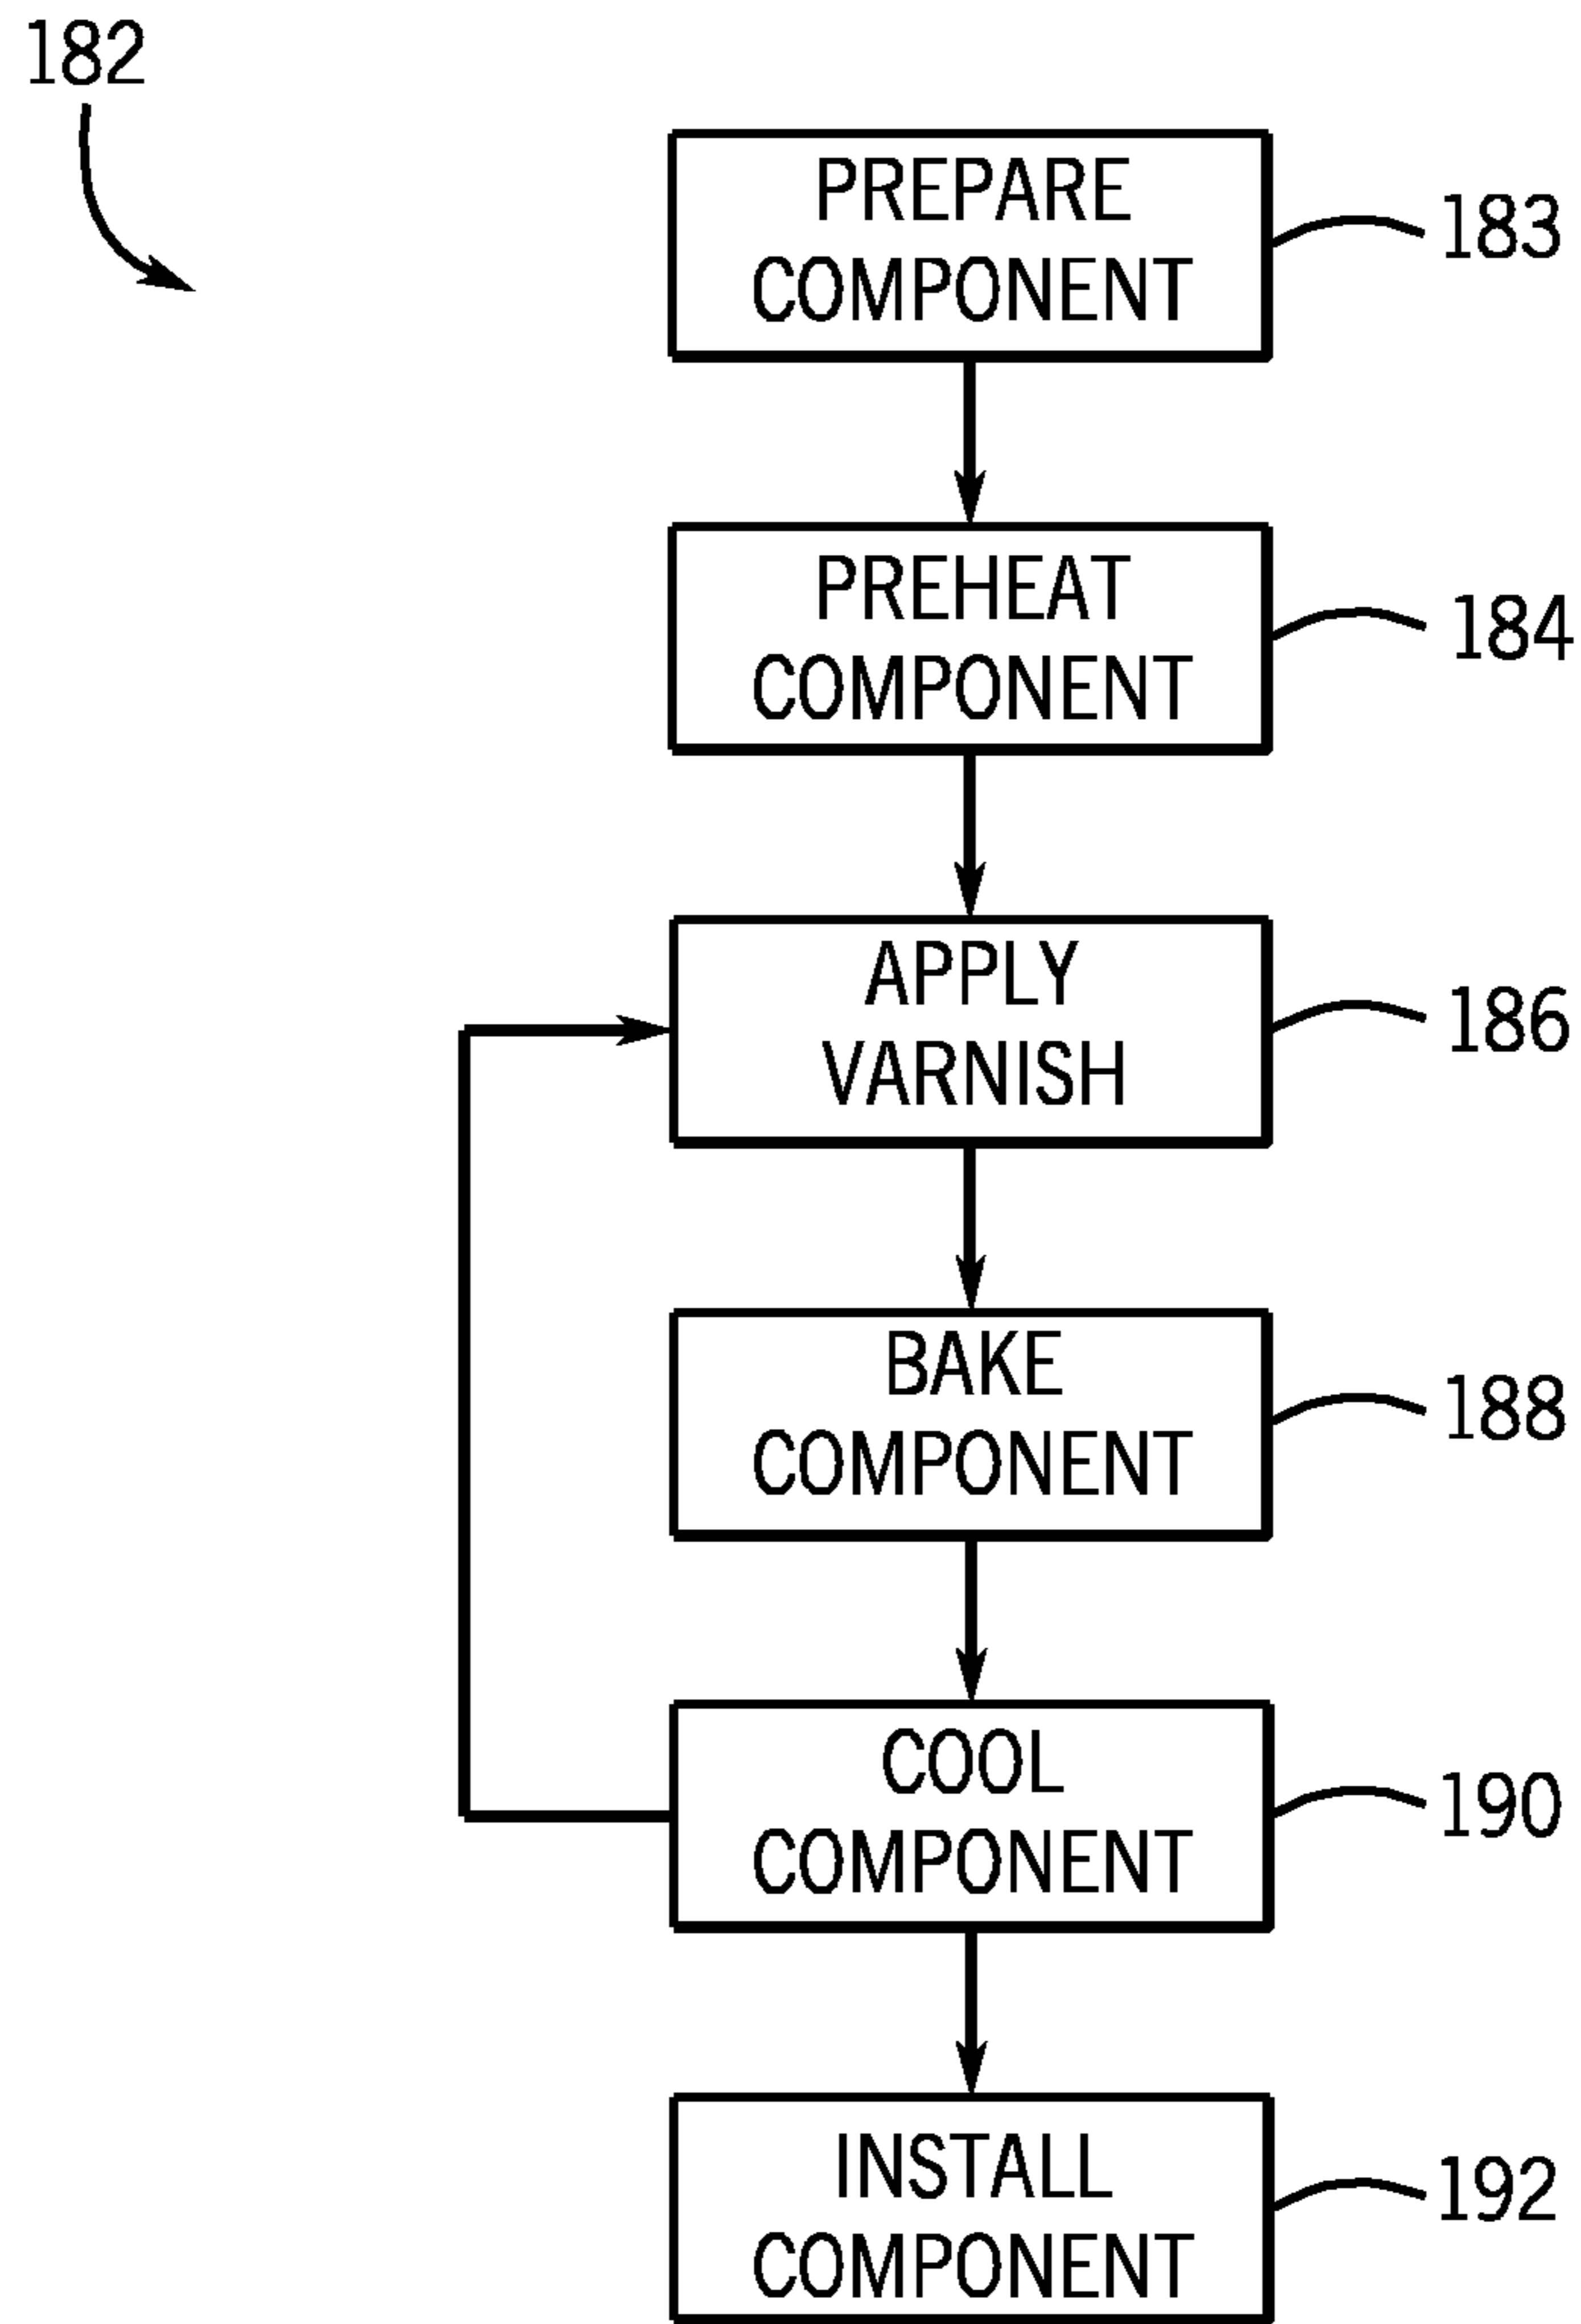 182
PREPARE
COMPONENT
183
PREHEAT
COMPONENT
184
APPLY
VARNISH
186
BAKE
COMPONENT
188
COOL
COMPONENT
190
INSTALL
COMPONENT
192